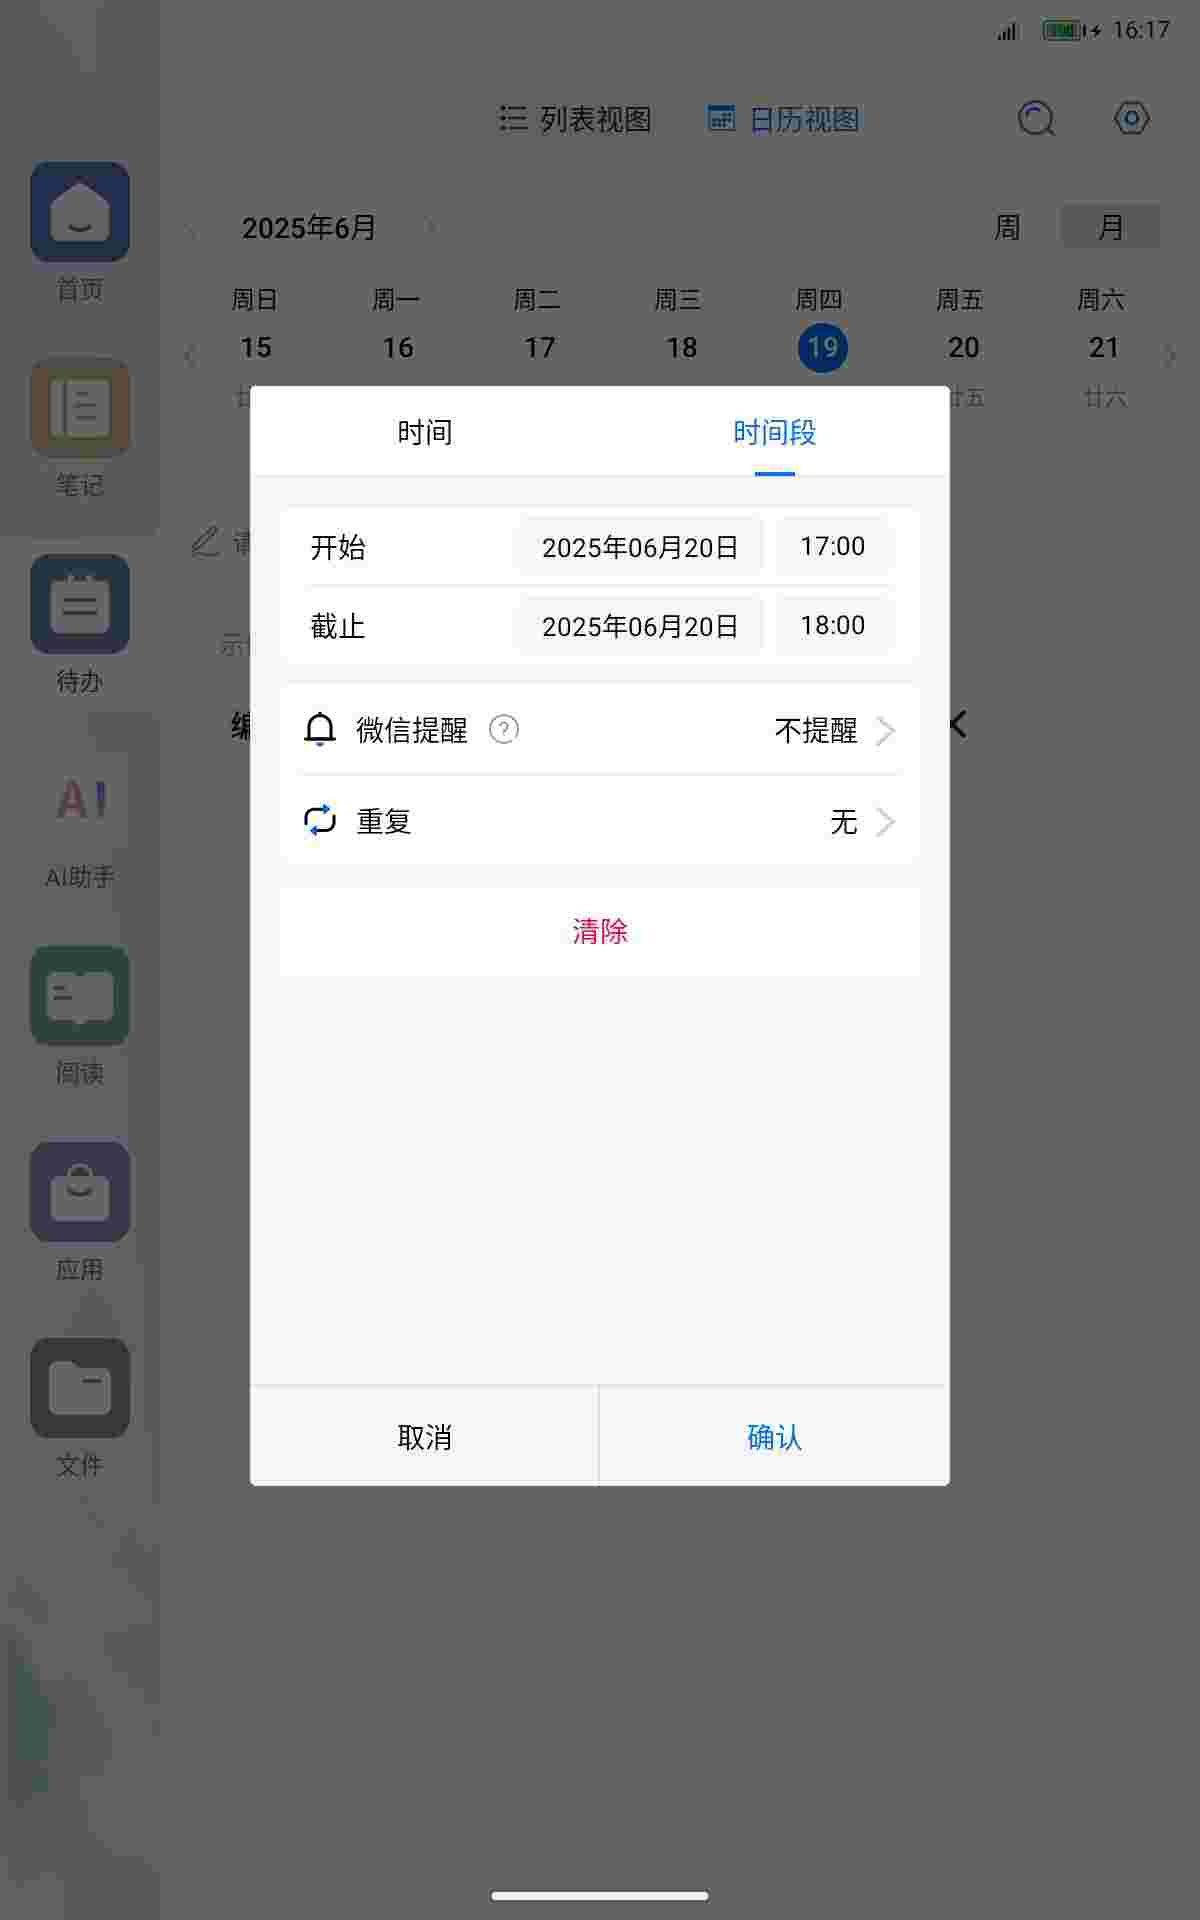 16:17
列表视图 日历视图
2025年6月 周 月
周日 周一 周二 周三 周四 周五 周六
15 16 17 18 19 20 21
廿五 廿六
时间 时间段
开始 2025年06月20日 17:00
截止 2025年06月20日 18:00
微信提醒 ? 不提醒
重复 无
清除
取消 确认
首页
笔记
待办
AI
AI助手
阅读
应用
文件